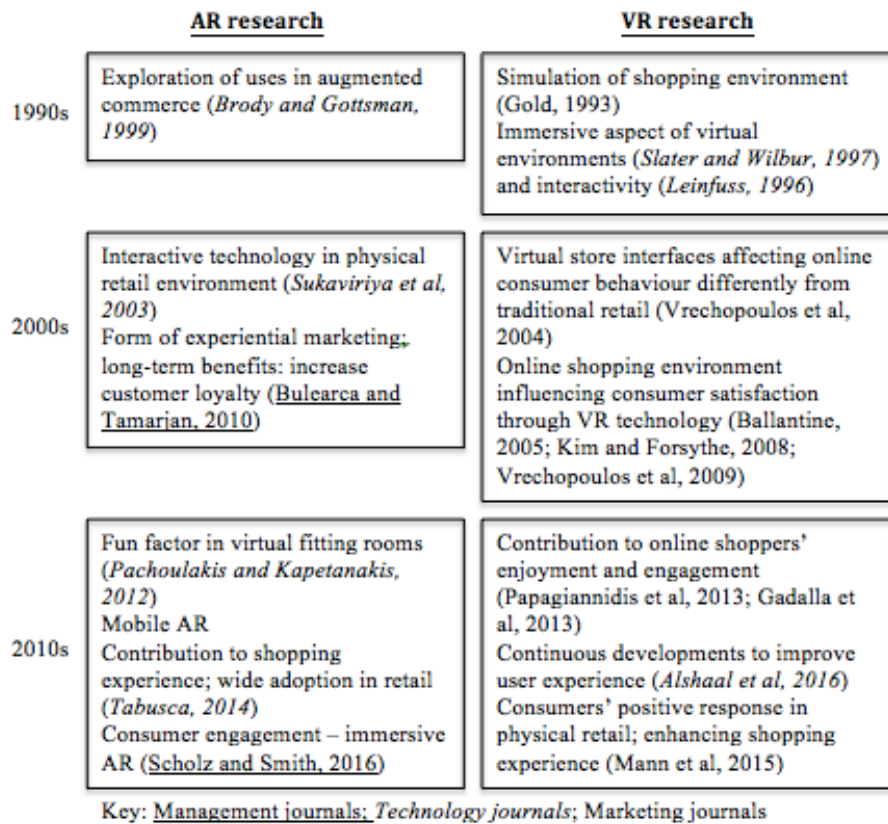 AR research
VR research
1990s
Exploration of uses in augmented
commerce (Brody and Gottsman,
1999)
Simulation of shopping environment
(Gold, 1993)
Immersive aspect of virtual
environments (Slater and Wilbur, 1997)
and interactivity (Leinfuss, 1996)
2000s
Interactive technology in physical
retail environment (Sukaviriya et al,
2003)
Form of experiential marketing;
long-term benefits: increase
customer loyalty (Bulearca and
Tamarjan, 2010)
Virtual store interfaces affecting online
consumer behaviour differently from
traditional retail (Vrechopoulos et al,
2004)
Online shopping environment
influencing consumer satisfaction
through VR technology (Ballantine,
2005; Kim and Forsythe, 2008;
Vrechopoulos et al, 2009)
2010s
Fun factor in virtual fitting rooms
(Pachoulakis and Kapetanakis,
2012)
Mobile AR
Contribution to shopping
experience; wide adoption in retail
(Tabusca, 2014)
Consumer engagement – immersive
AR (Scholz and Smith, 2016)
Contribution to online shoppers'
enjoyment and engagement
(Papagiannidis et al, 2013; Gadalla et
al, 2013)
Continuous developments to improve
user experience (Alshaal et al, 2016)
Consumers' positive response in
physical retail; enhancing shopping
experience (Mann et al, 2015)
Key: Management journals; Technology journals; Marketing journals